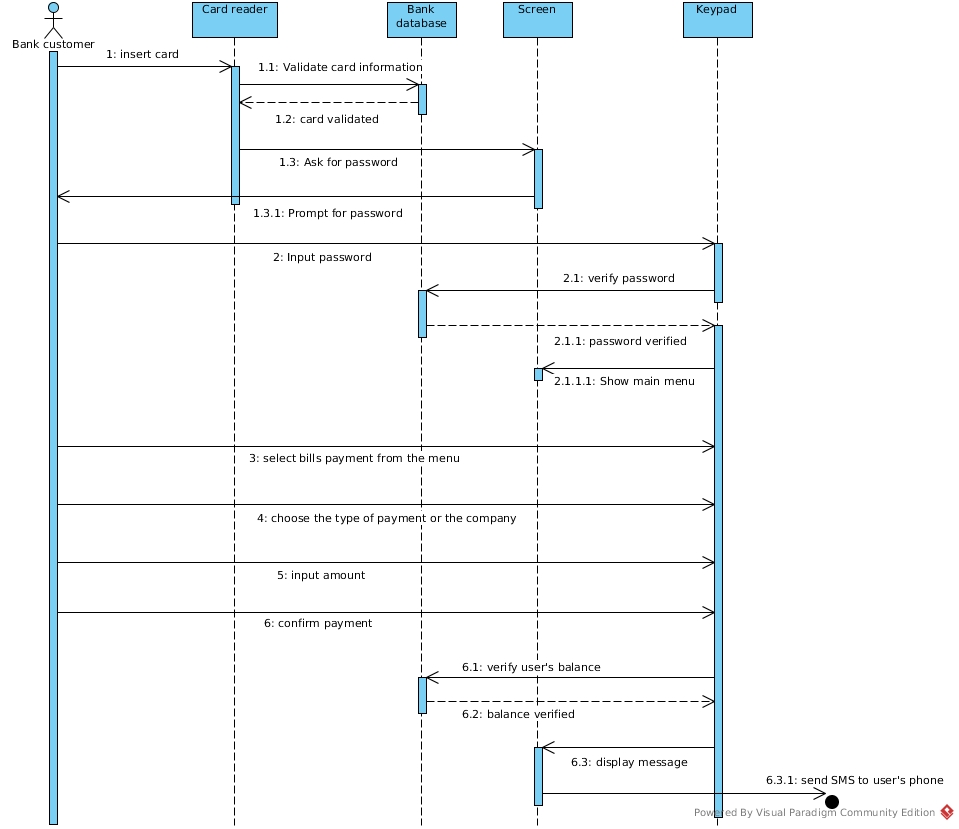 Card reader
Bank
database
Screen
Keypad
Bank customer
1: insert card
1.1: Validate card information
1.2: card validated
1.3: Ask for password
1.3.1: Prompt for password
2: Input password
2.1: verify password
2.1.1: password verified
2.1.1.1: Show main menu
3: select bills payment from the menu
4: choose the type of payment or the company
5: input amount
6: confirm payment
6.1: verify user's balance
6.2: balance verified
6.3: display message
6.3.1: send SMS to user's phone
Powered By Visual Paradigm Community Edition